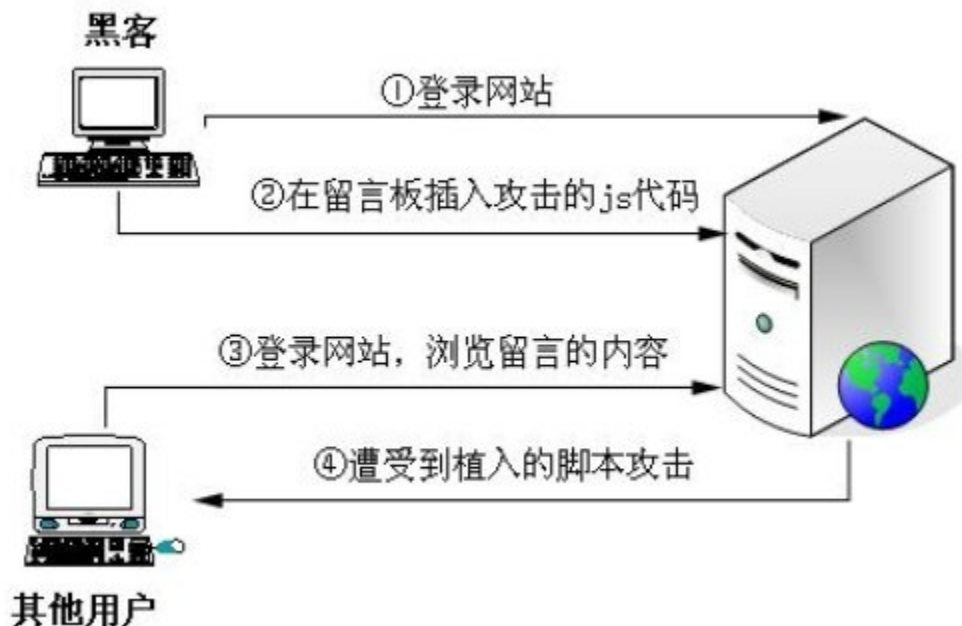 黑客
①登录网站
②在留言板插入攻击的js代码
③登录网站，浏览留言的内容
④遭受到植入的脚本攻击
其他用户